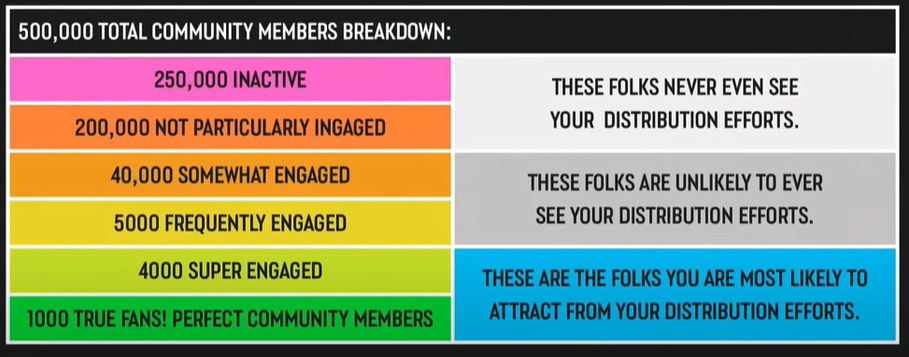 500,000 TOTAL COMMUNITY MEMBERS BREAKDOWN:
250,000 INACTIVE
200,000 NOT PARTICULARLY INGAGED
THESE FOLKS NEVER EVEN SEE
YOUR DISTRIBUTION EFFORTS.
40,000 SOMEWHAT ENGAGED
5000 FREQUENTLY ENGAGED
THESE FOLKS ARE UNLIKELY TO EVER
SEE YOUR DISTRIBUTION EFFORTS.
4000 SUPER ENGAGED
1000 TRUE FANS! PERFECT COMMUNITY MEMBERS
THESE ARE THE FOLKS YOU ARE MOST LIKELY TO
ATTRACT FROM YOUR DISTRIBUTION EFFORTS.